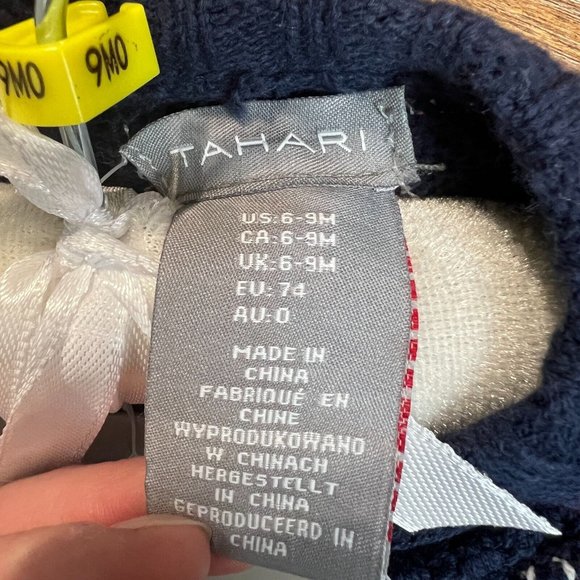 9MO
9MO
TAHARI
US:6-9M
CA:6-9M
UK:6-9M
EU:74
AU:0
MADE IN
CHINA
FABRIQUÉ EN
CHINE
WYPRODUKOWANO
W CHINACH
HERGESTELLT
IN CHINA
GEPRODUCEERD IN
CHINA